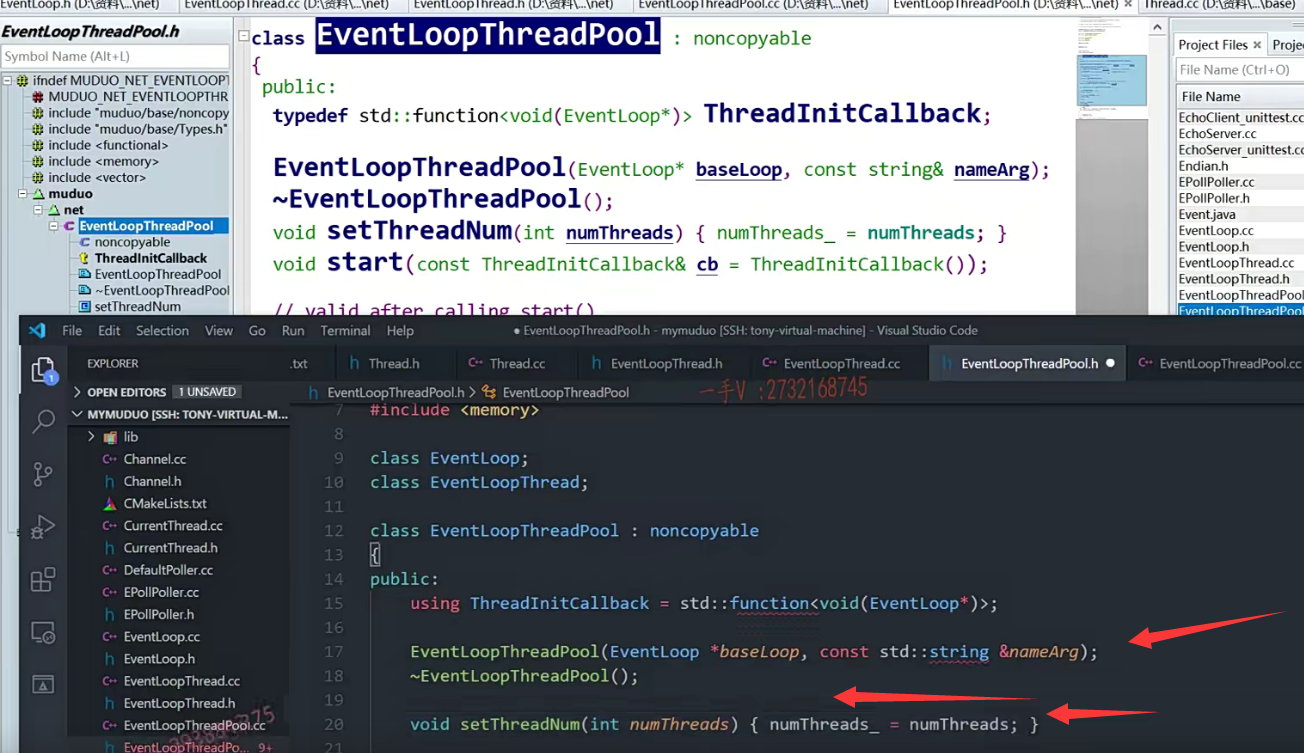 EventLoop.h (D:\资料\...\net)
EventLoopThread.cc (D:\资料\...\net)
EventLoopThread.h (D:\资料\...\net)
EventLoopThreadPool.cc (D:\资料\...\net)
EventLoopThreadPool.h (D:\资料\...\net)
Thread.cc (D:\资料\...\base)
EventLoopThreadPool.h
Symbol Name (Alt+L)
ifndef MUDUO_NET_EVENTLOOPT
MUDUO_NET_EVENTLOOPTHR
include "muduo/base/noncopy
include "muduo/base/Types.h"
include <functional>
include <memory>
include <vector>
muduo
net
EventLoopThreadPool
noncopyable
ThreadInitCallback
EventLoopThreadPool
~EventLoopThreadPool
setThreadNum
class EventLoopThreadPool : noncopyable
{
public:
typedef std::function<void(EventLoop*)> ThreadInitCallback;
EventLoopThreadPool(EventLoop* baseLoop, const string& nameArg);
~EventLoopThreadPool();
void setThreadNum(int numThreads) { numThreads_ = numThreads; }
void start(const ThreadInitCallback& cb = ThreadInitCallback());
// valid after calling start()
Project Files
Proje
File Name (Ctrl+O)
File Name
EchoClient_unittest.cc
EchoServer.cc
EchoServer_unittest.cc
Endian.h
EPollPoller.cc
EPollPoller.h
Event.java
EventLoop.cc
EventLoop.h
EventLoopThread.cc
EventLoopThread.h
EventLoopThreadPool
EventLoopThreadPool
File Edit Selection View Go Run Terminal Help
● EventLoopThreadPool.h - mymuduo [SSH: tony-virtual-machine] - Visual Studio Code
EXPLORER
.txt
Thread.h
Thread.cc
EventLoopThread.h
EventLoopThread.cc
EventLoopThreadPool.h
EventLoopThreadPool.cc
1
OPEN EDITORS 1 UNSAVED
MYMUDUO [SSH: TONY-VIRTUAL-M...
lib
Channel.cc
Channel.h
CMakeLists.txt
CurrentThread.cc
CurrentThread.h
DefaultPoller.cc
EPollPoller.cc
EPollPoller.h
EventLoop.cc
EventLoop.h
EventLoopThread.cc
EventLoopThread.h
EventLoopThreadPool.cc
EventLoopThreadPo... 9+
EventLoopThreadPool.h > EventLoopThreadPool
一手V :2732168745
7 #include <memory>
8
9 class EventLoop;
10 class EventLoopThread;
11
12 class EventLoopThreadPool : noncopyable
13 {
14 public:
15 using ThreadInitCallback = std::function<void(EventLoop*)>;
16
17 EventLoopThreadPool(EventLoop *baseLoop, const std::string &nameArg);
18 ~EventLoopThreadPool();
19
20 void setThreadNum(int numThreads) { numThreads_ = numThreads; }
21